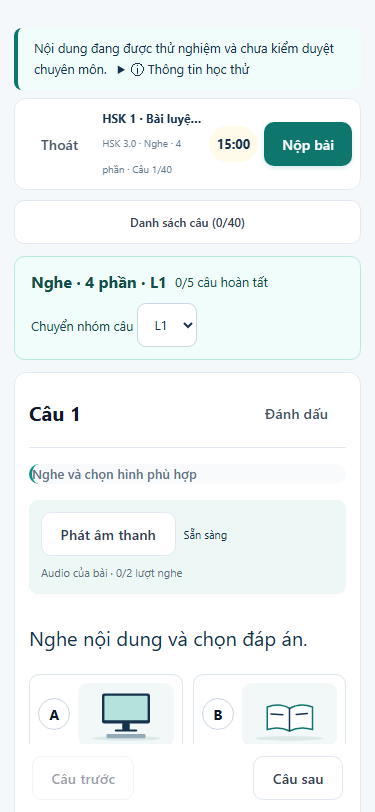 Nội dung đang được thử nghiệm và chưa kiểm duyệt
chuyên môn. ▶ ⓘ Thông tin học thử
Thoát
HSK 1 · Bài luyệ...
HSK 3.0 · Nghe · 4
phần · Câu 1/40
15:00
Nộp bài
Danh sách câu (0/40)
Nghe · 4 phần · L1 0/5 câu hoàn tất
Chuyển nhóm câu L1
Câu 1
Đánh dấu
Nghe và chọn hình phù hợp
Phát âm thanh
Sẵn sàng
Audio của bài · 0/2 lượt nghe
Nghe nội dung và chọn đáp án.
A
B
Câu trước
Câu sau